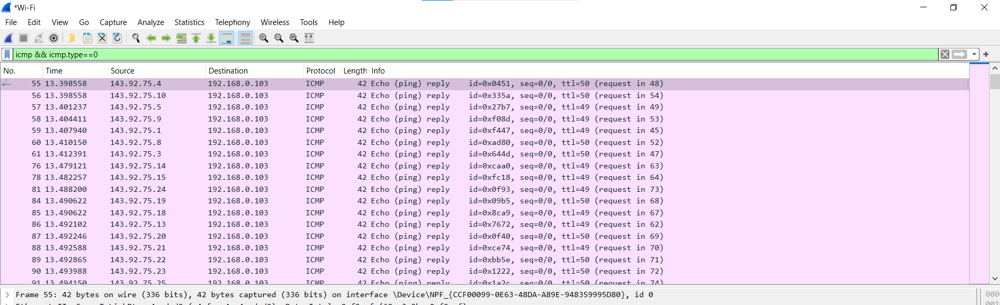 *Wi-Fi
File Edit View Go Capture Analyze Statistics Telephony Wireless Tools Help
icmp && icmp.type==0
No. Time Source Destination Protocol Length Info
55 13.398558 143.92.75.4 192.168.0.103 ICMP 42 Echo (ping) reply id=0x0451, seq=0/0, ttl=50 (request in 48)
56 13.398558 143.92.75.10 192.168.0.103 ICMP 42 Echo (ping) reply id=0x335a, seq=0/0, ttl=50 (request in 54)
57 13.401237 143.92.75.5 192.168.0.103 ICMP 42 Echo (ping) reply id=0x27b7, seq=0/0, ttl=49 (request in 49)
58 13.404411 143.92.75.9 192.168.0.103 ICMP 42 Echo (ping) reply id=0xf08d, seq=0/0, ttl=49 (request in 53)
59 13.407940 143.92.75.1 192.168.0.103 ICMP 42 Echo (ping) reply id=0xf447, seq=0/0, ttl=49 (request in 45)
60 13.410150 143.92.75.8 192.168.0.103 ICMP 42 Echo (ping) reply id=0xad80, seq=0/0, ttl=50 (request in 52)
61 13.412391 143.92.75.3 192.168.0.103 ICMP 42 Echo (ping) reply id=0x644d, seq=0/0, ttl=50 (request in 47)
76 13.479121 143.92.75.14 192.168.0.103 ICMP 42 Echo (ping) reply id=0xcaa0, seq=0/0, ttl=49 (request in 63)
78 13.482257 143.92.75.15 192.168.0.103 ICMP 42 Echo (ping) reply id=0xfc18, seq=0/0, ttl=49 (request in 64)
81 13.488200 143.92.75.24 192.168.0.103 ICMP 42 Echo (ping) reply id=0x0f93, seq=0/0, ttl=49 (request in 73)
84 13.490622 143.92.75.19 192.168.0.103 ICMP 42 Echo (ping) reply id=0x09b5, seq=0/0, ttl=50 (request in 68)
85 13.490622 143.92.75.18 192.168.0.103 ICMP 42 Echo (ping) reply id=0x8ca9, seq=0/0, ttl=49 (request in 67)
86 13.492102 143.92.75.13 192.168.0.103 ICMP 42 Echo (ping) reply id=0x7672, seq=0/0, ttl=49 (request in 62)
87 13.492246 143.92.75.20 192.168.0.103 ICMP 42 Echo (ping) reply id=0x0f40, seq=0/0, ttl=50 (request in 69)
88 13.492588 143.92.75.21 192.168.0.103 ICMP 42 Echo (ping) reply id=0xce74, seq=0/0, ttl=49 (request in 70)
89 13.492865 143.92.75.22 192.168.0.103 ICMP 42 Echo (ping) reply id=0xbb5e, seq=0/0, ttl=50 (request in 71)
90 13.493988 143.92.75.23 192.168.0.103 ICMP 42 Echo (ping) reply id=0x1222, seq=0/0, ttl=50 (request in 72)
91 13.494150 143.92.75.25 192.168.0.103 ICMP 42 Echo (ping) reply id=0x1a2c, seq=0/0, ttl=50 (request in 74)
Frame 55: 42 bytes on wire (336 bits), 42 bytes captured (336 bits) on interface \Device\NPF_{CCF00099-0E63-48DA-A89E-948359995D80}, id 0